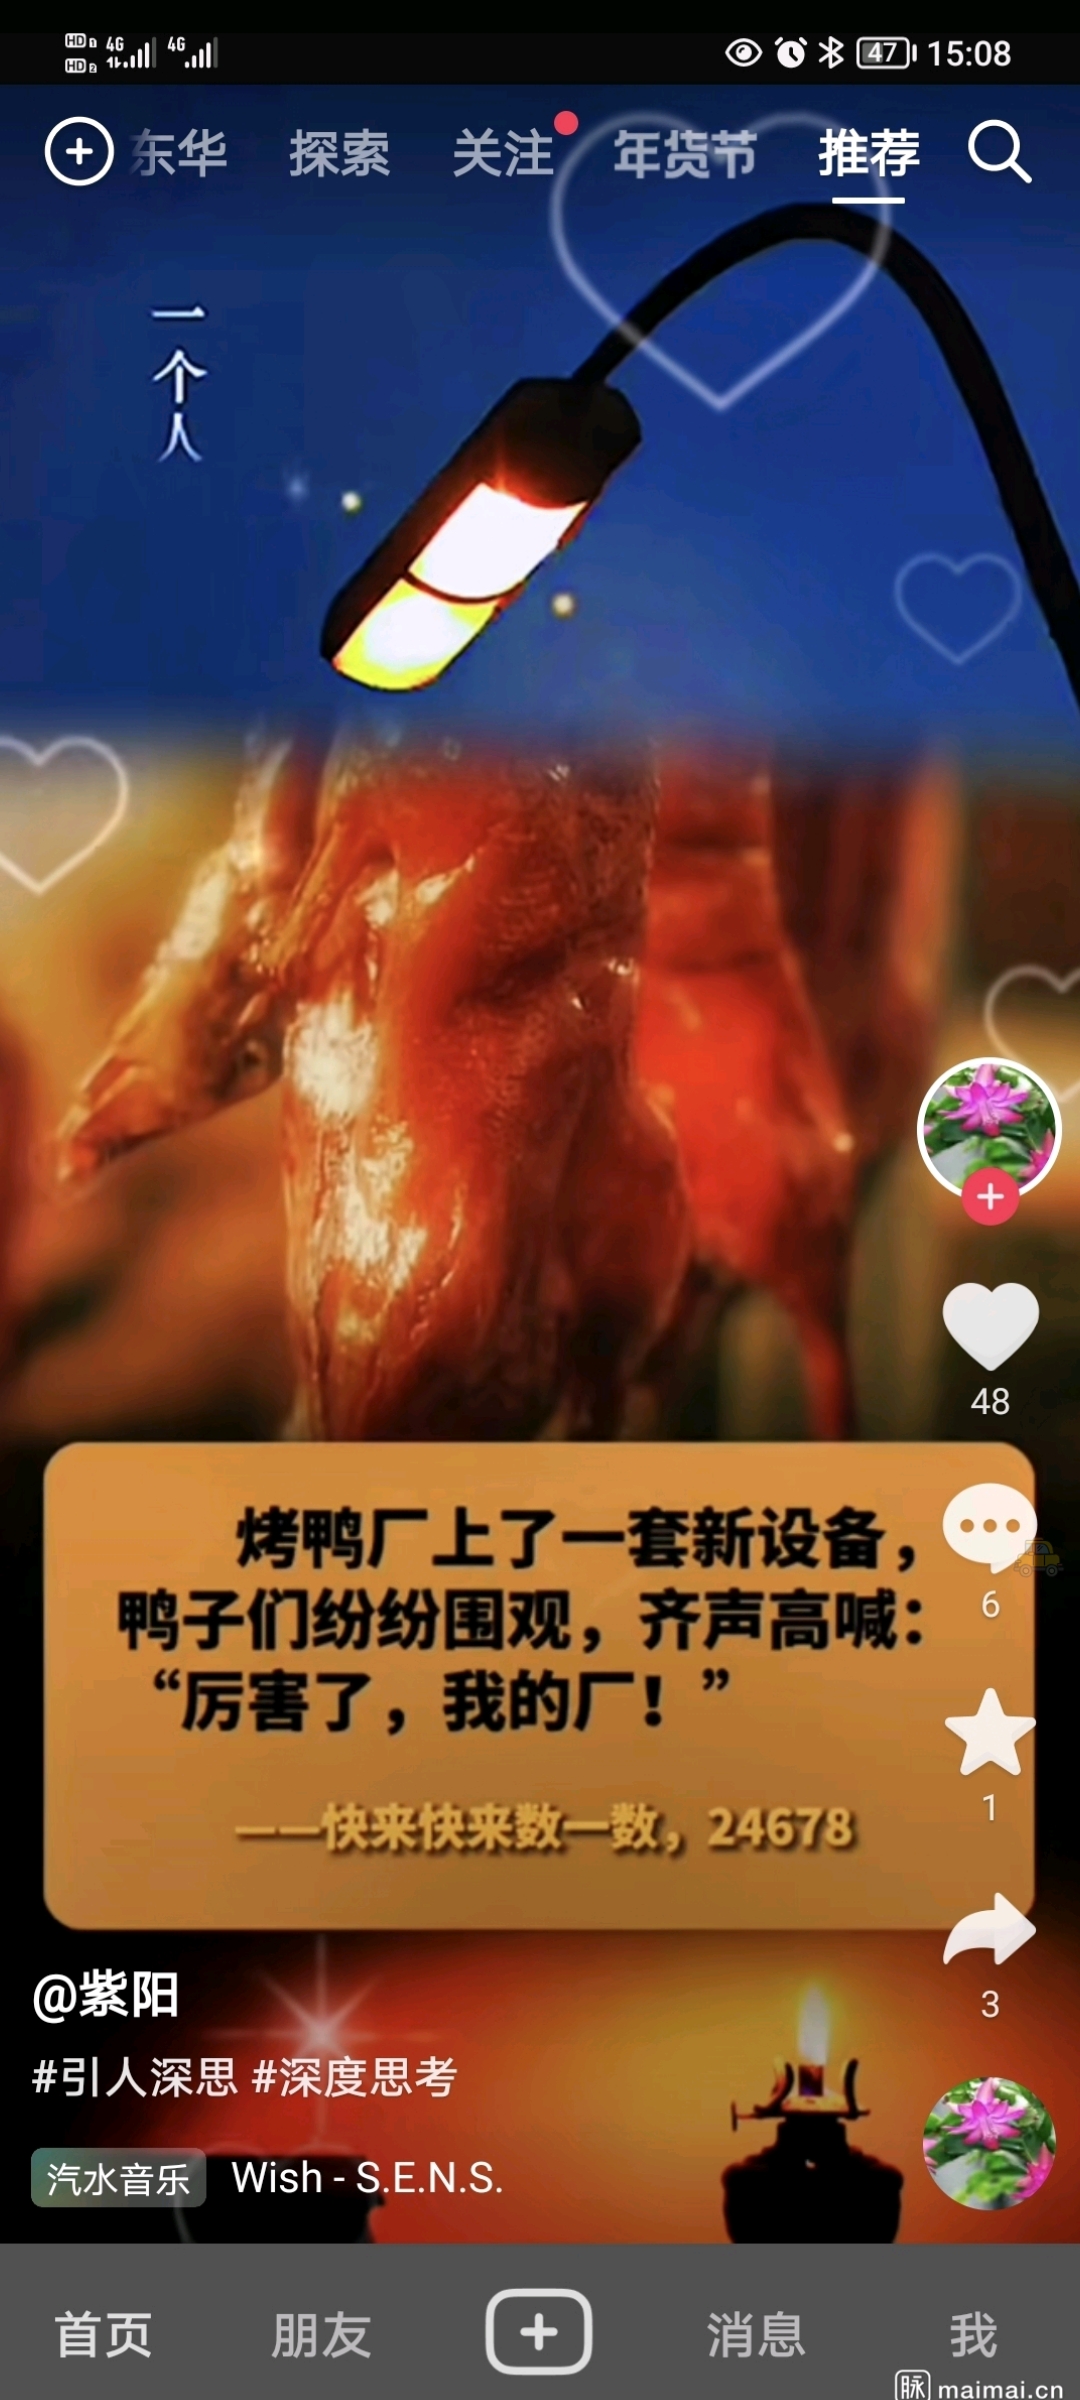 HD 1 4G 4G
HD 2
47 15:08
东华 探索 关注 年货节 推荐
一个人
48
烤鸭厂上了一套新设备，
鸭子们纷纷围观，齐声高喊：
“厉害了，我的厂！”
6
1
——快来快来数一数，24678
3
@紫阳
#引人深思 #深度思考
汽水音乐 Wish - S.E.N.S.
首页 朋友 消息 我
脉 maimai.cn